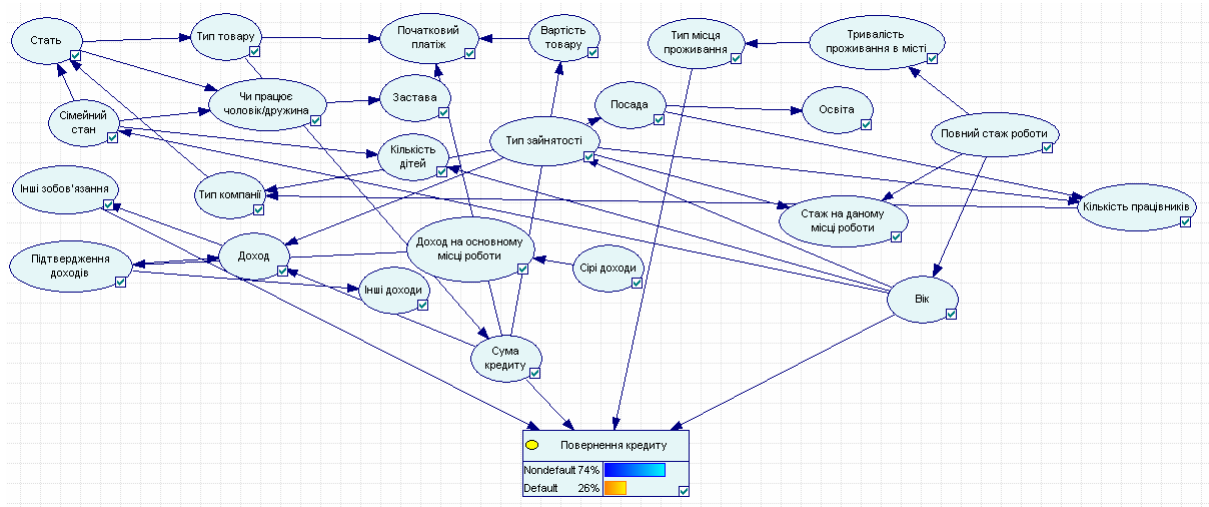 Стать
Тип товару
Початковий
платіж
Вартість
товару
Тип місця
проживання
Тривалість
проживання в місті
Сімейний
стан
Чи працює
чоловік/дружина
Застава
Посада
Освіта
Повний стаж роботи
Кількість
дітей
Тип зайнятості
Інші зобов'язання
Тип компанії
Стаж на даному
місці роботи
Кількість працівників
Підтвердження
доходів
Доход
Доход на основному
місці роботи
Сірі доходи
Інші доходи
Вік
Сума
кредиту
Повернення кредиту
Nondefault 74%
Default 26%